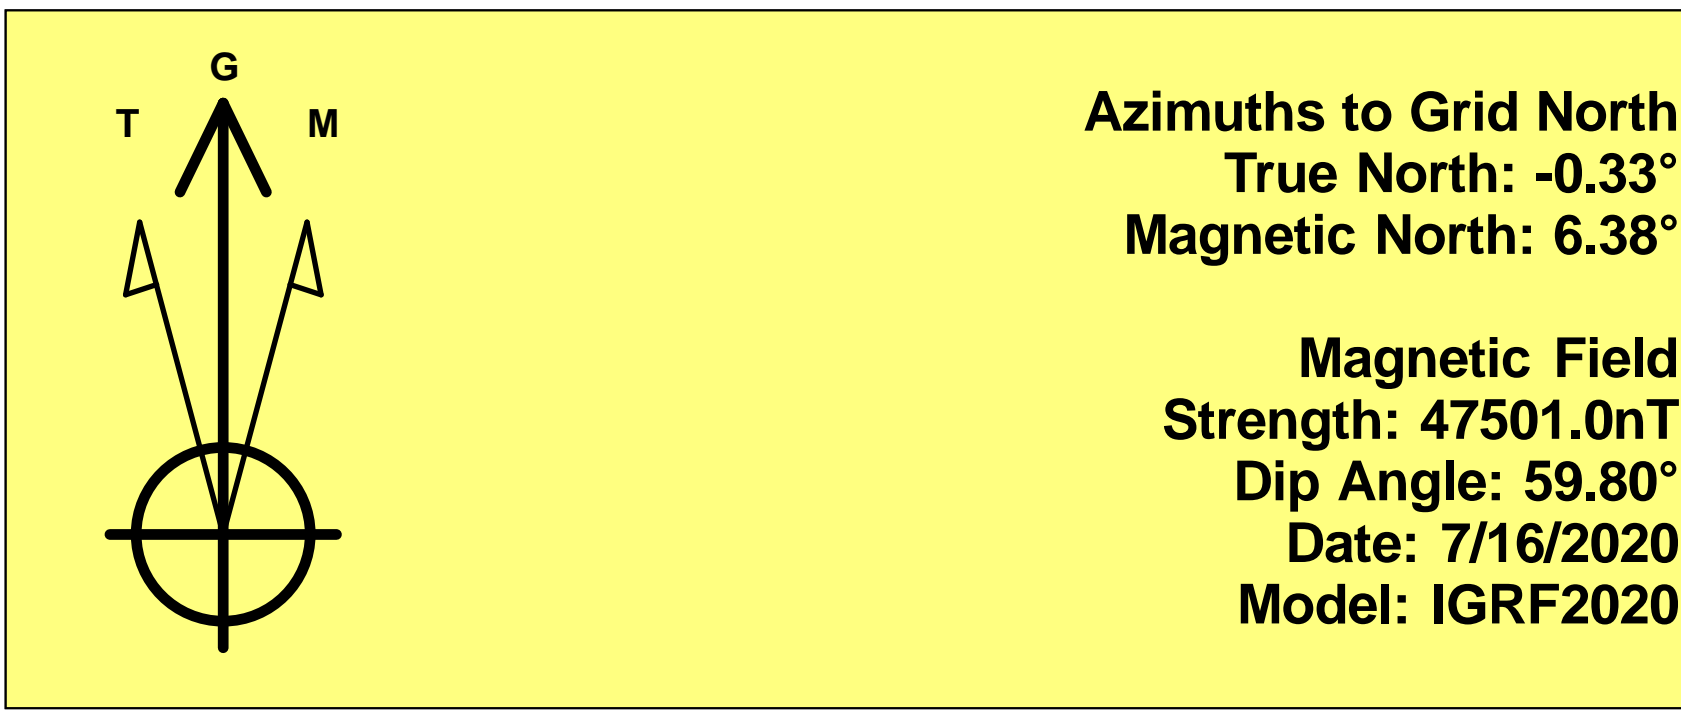 G
T
M
Azimuths to Grid North
True North: -0.33°
Magnetic North: 6.38°
Magnetic Field
Strength: 47501.0nT
Dip Angle: 59.80°
Date: 7/16/2020
Model: IGRF2020